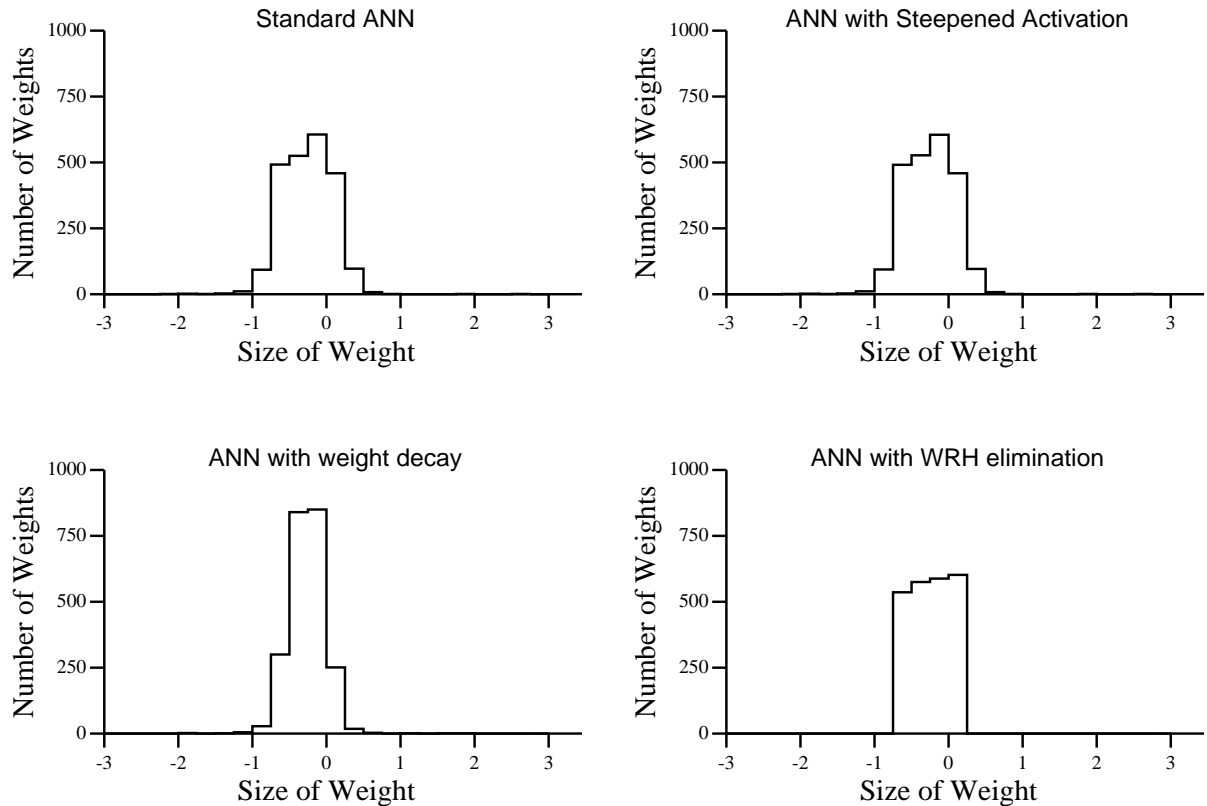 Standard ANN
1000
750
500
250
0
Number of Weights
-3 -2 -1 0 1 2 3
Size of Weight
ANN with Steepened Activation
1000
750
500
250
0
Number of Weights
-3 -2 -1 0 1 2 3
Size of Weight
ANN with weight decay
1000
750
500
250
0
Number of Weights
-3 -2 -1 0 1 2 3
Size of Weight
ANN with WRH elimination
1000
750
500
250
0
Number of Weights
-3 -2 -1 0 1 2 3
Size of Weight